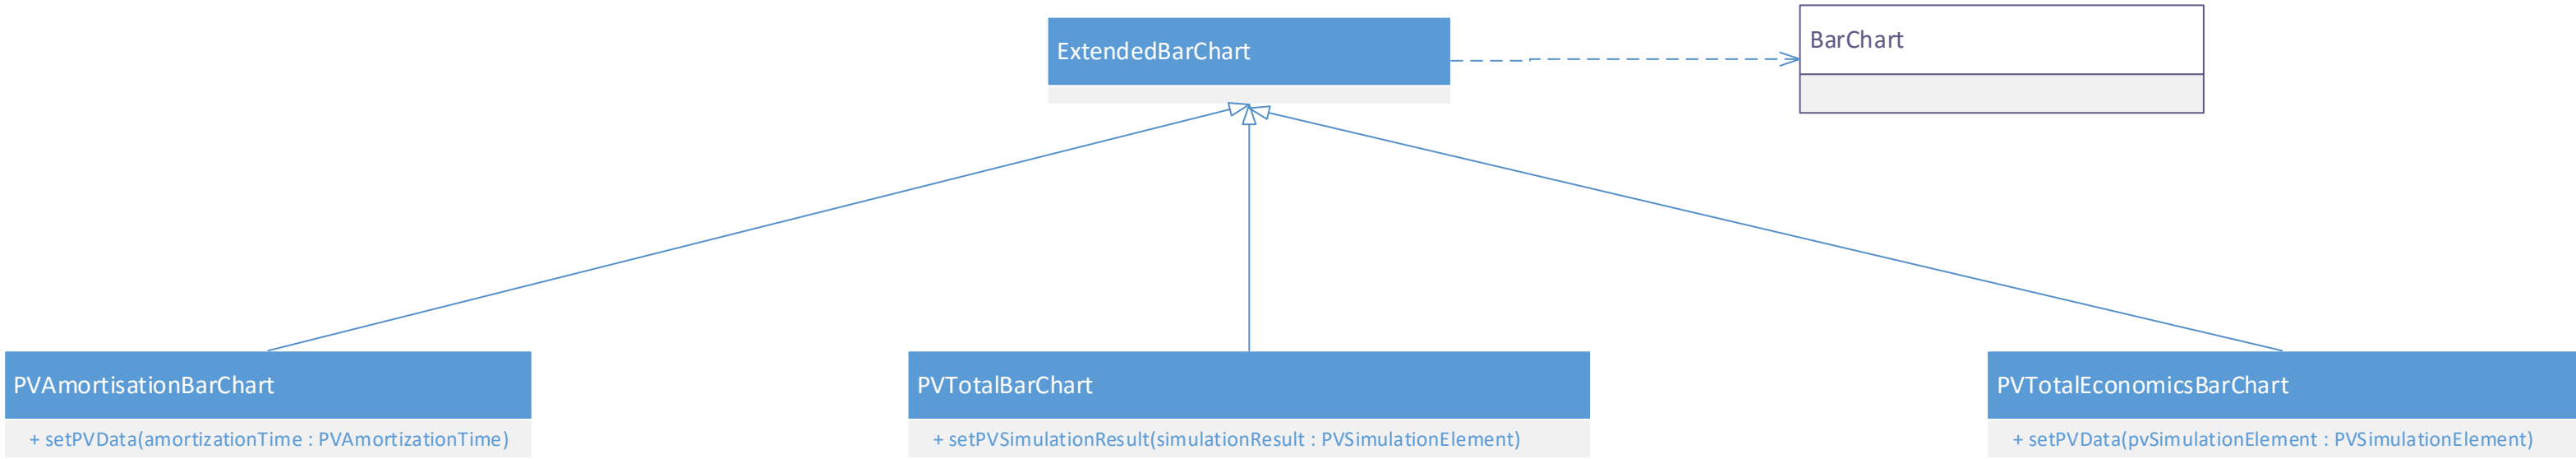 ExtendedBarChart
BarChart
PVAmortisationBarChart
+ setPVData(amortizationTime : PVAmortizationTime)
PVTotalBarChart
+ setPVSimulationResult(simulationResult : PVSimulationElement)
PVTotalEconomicsBarChart
+ setPVData(pvSimulationElement : PVSimulationElement)